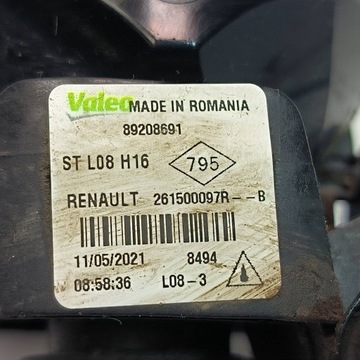 Valeo MADE IN ROMANIA
89208691
ST L08 H16 795
RENAULT 261500097R--B
11/05/2021 8494
08:58:36 L08-3